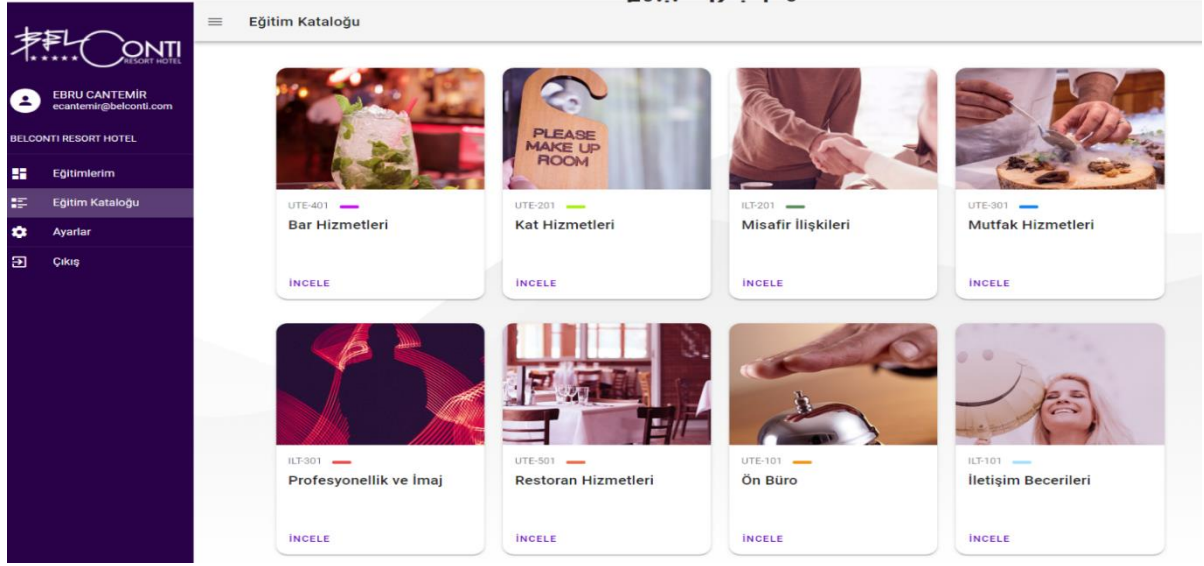 BELCONTI
RESORT HOTEL
EBRU CANTEMİR
ecantemir@belconti.com
BELCONTI RESORT HOTEL
Eğitimlerim
Eğitim Kataloğu
Ayarlar
Çıkış
Eğitim Kataloğu
PLEASE
MAKE UP
ROOM
UTE-401
Bar Hizmetleri
İNCELE
UTE-201
Kat Hizmetleri
İNCELE
ILT-201
Misafir İlişkileri
İNCELE
UTE-301
Mutfak Hizmetleri
İNCELE
ILT-301
Profesyonellik ve İmaj
İNCELE
UTE-501
Restoran Hizmetleri
İNCELE
UTE-101
Ön Büro
İNCELE
ILT-101
İletişim Becerileri
İNCELE